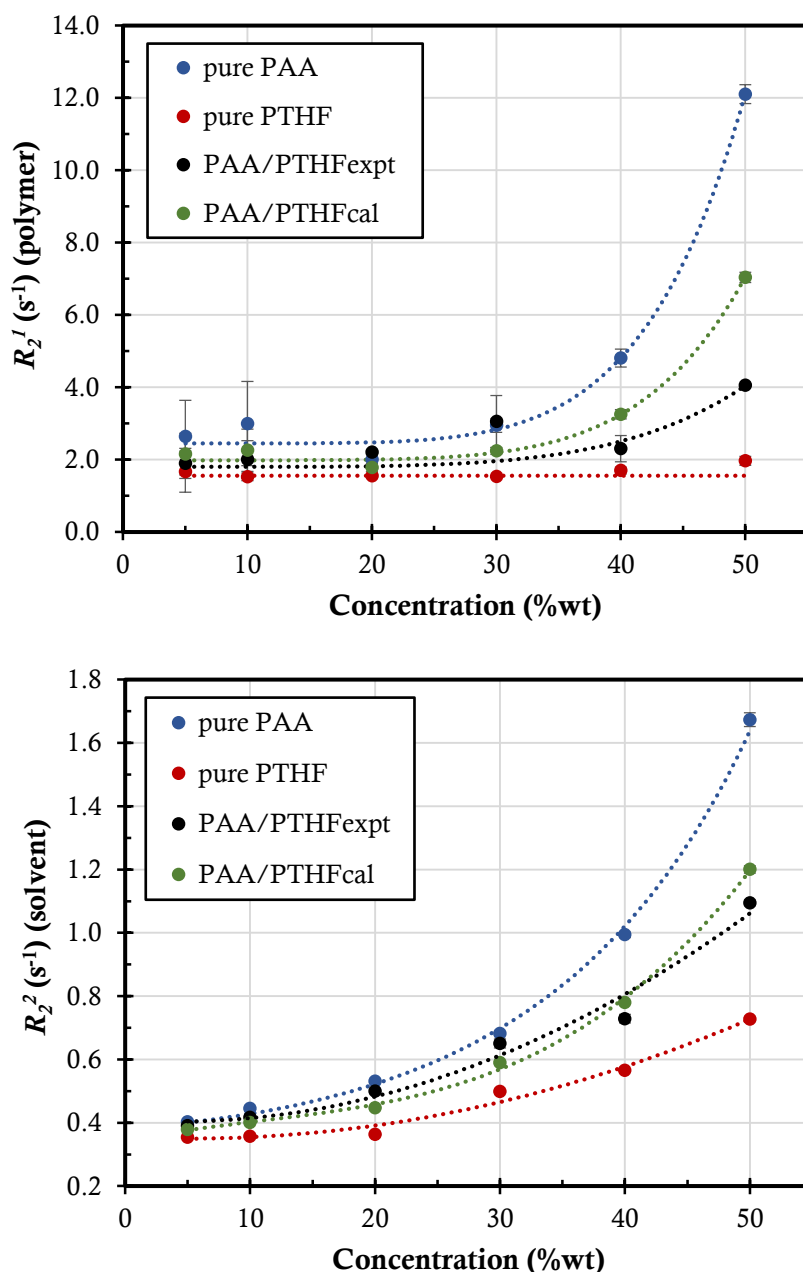 14.0
12.0
10.0
8.0
6.0
4.0
2.0
0.0
R₂¹ (s⁻¹) (polymer)
pure PAA
pure PTHF
PAA/PTHFexpt
PAA/PTHFcal
0 10 20 30 40 50
Concentration (%wt)
1.8
1.6
1.4
1.2
1.0
0.8
0.6
0.4
0.2
R₂² (s⁻¹) (solvent)
pure PAA
pure PTHF
PAA/PTHFexpt
PAA/PTHFcal
0 10 20 30 40 50
Concentration (%wt)